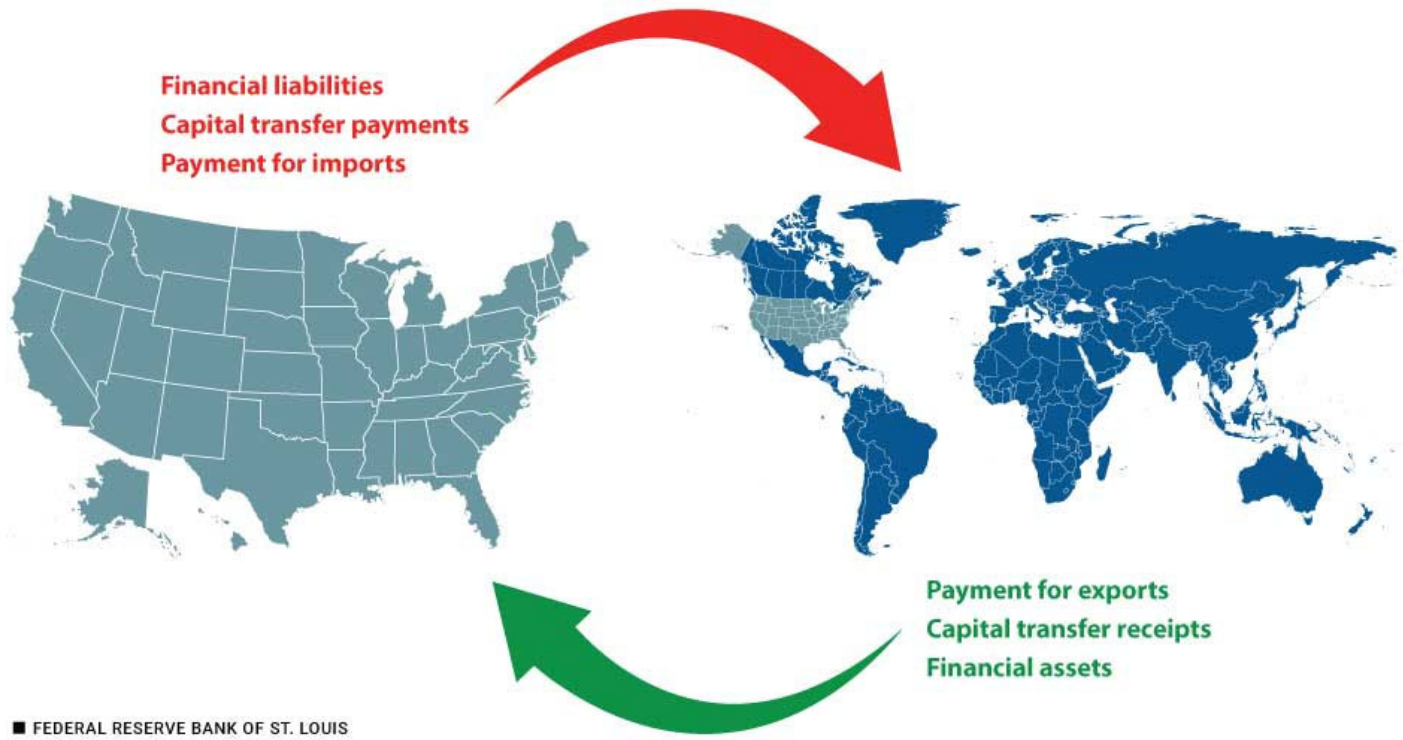 Financial liabilities
Capital transfer payments
Payment for imports
Payment for exports
Capital transfer receipts
Financial assets
FEDERAL RESERVE BANK OF ST. LOUIS